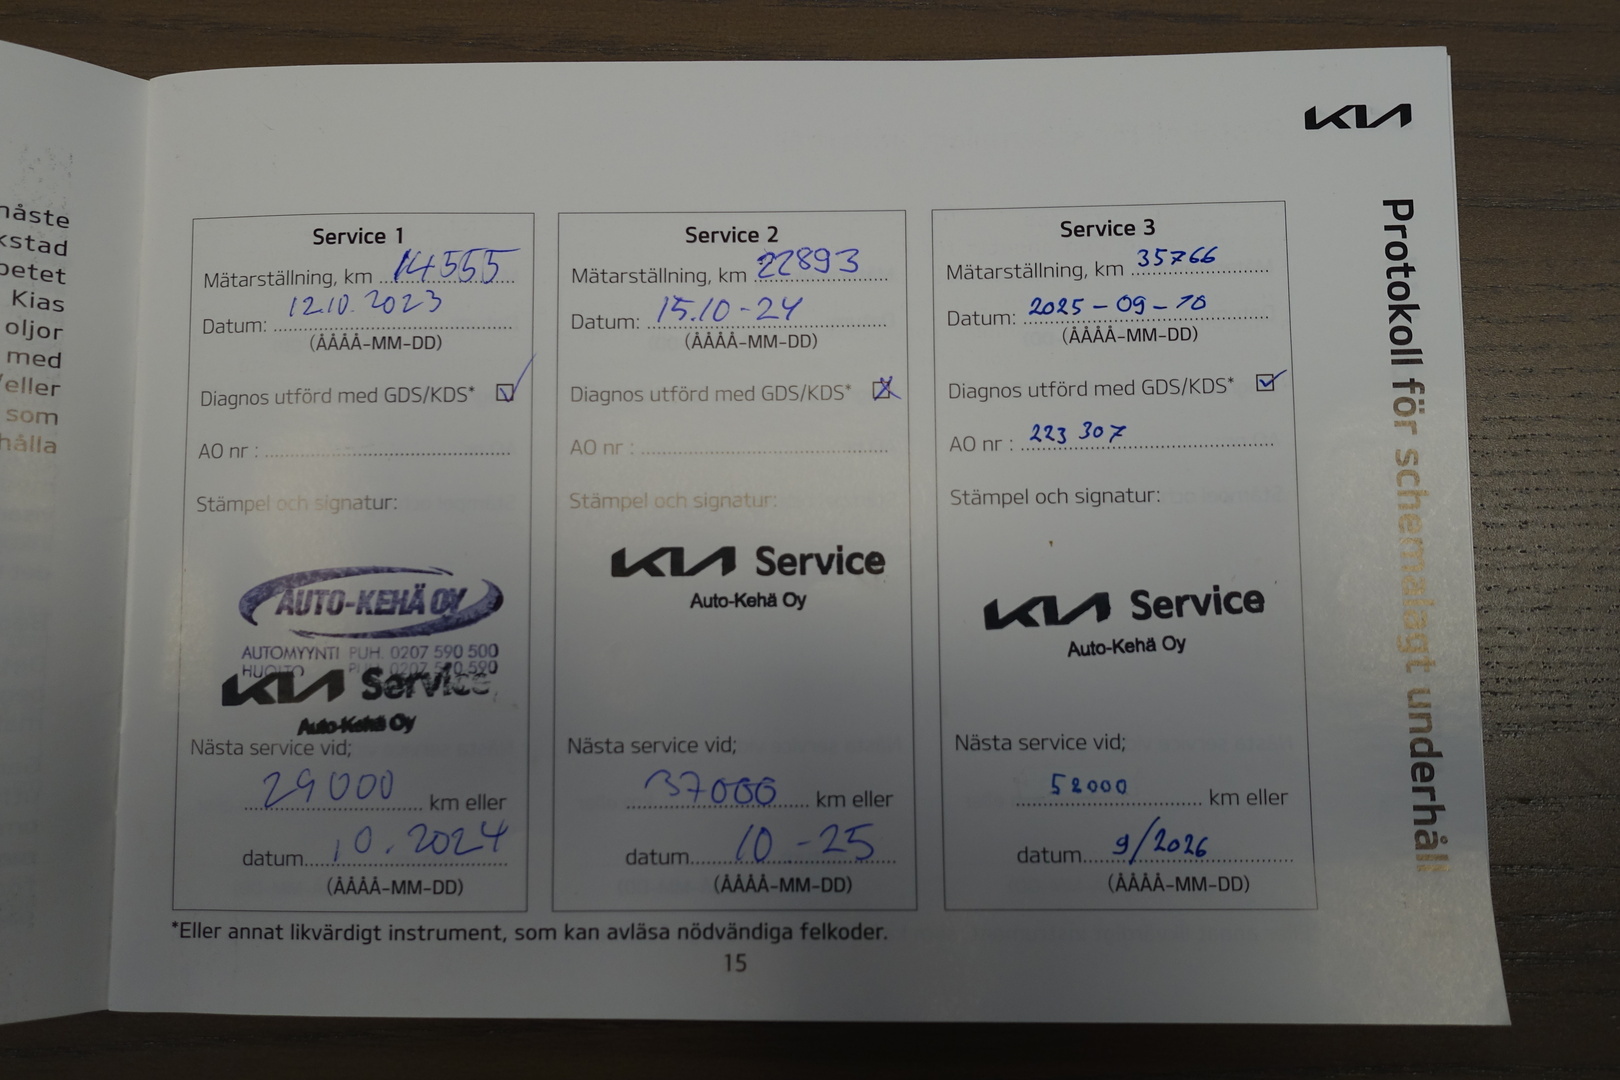 måste
kstad
petet
Kias
oljor
med
/eller
som
hålla
KIA
Protokoll för schemalagt underhåll
Service 1
Mätarställning, km 14555
12.10.2023
Datum:
(ÅÅÅÅ-MM-DD)
Diagnos utförd med GDS/KDS*
AO nr :
Stämpel och signatur:
AUTO-KEHÄ OY
AUTOMYYNTI PUH. 0207 590 500
HUOLTO PUH. 0207 590
KIA Service
Auto-Kehä Oy
Nästa service vid;
29000 km eller
datum 10.2024
(ÅÅÅÅ-MM-DD)
Service 2
Mätarställning, km 22893
Datum: 15.10-24
(ÅÅÅÅ-MM-DD)
Diagnos utförd med GDS/KDS*
AO nr :
Stämpel och signatur:
KIA Service
Auto-Kehä Oy
Nästa service vid;
37000 km eller
datum 10-25
(ÅÅÅÅ-MM-DD)
Service 3
Mätarställning, km 35766
Datum: 2025-09-10
(ÅÅÅÅ-MM-DD)
Diagnos utförd med GDS/KDS*
AO nr : 223 307
Stämpel och signatur:
KIA Service
Auto-Kehä Oy
Nästa service vid;
52000 km eller
datum 9/2026
(ÅÅÅÅ-MM-DD)
*Eller annat likvärdigt instrument, som kan avläsa nödvändiga felkoder.
15